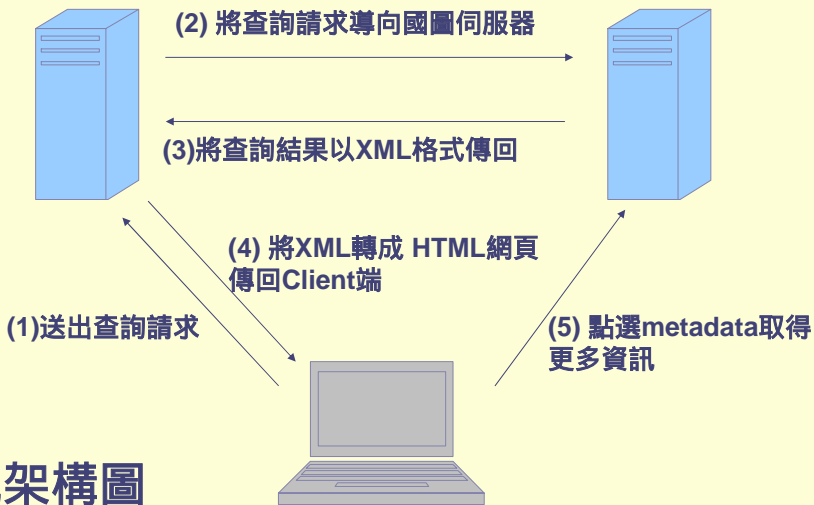 (2) 將查詢請求導向國圖伺服器
(3)將查詢結果以XML格式傳回
(4) 將XML轉成 HTML網頁
傳回Client端
(1)送出查詢請求
(5) 點選metadata取得
更多資訊
架構圖